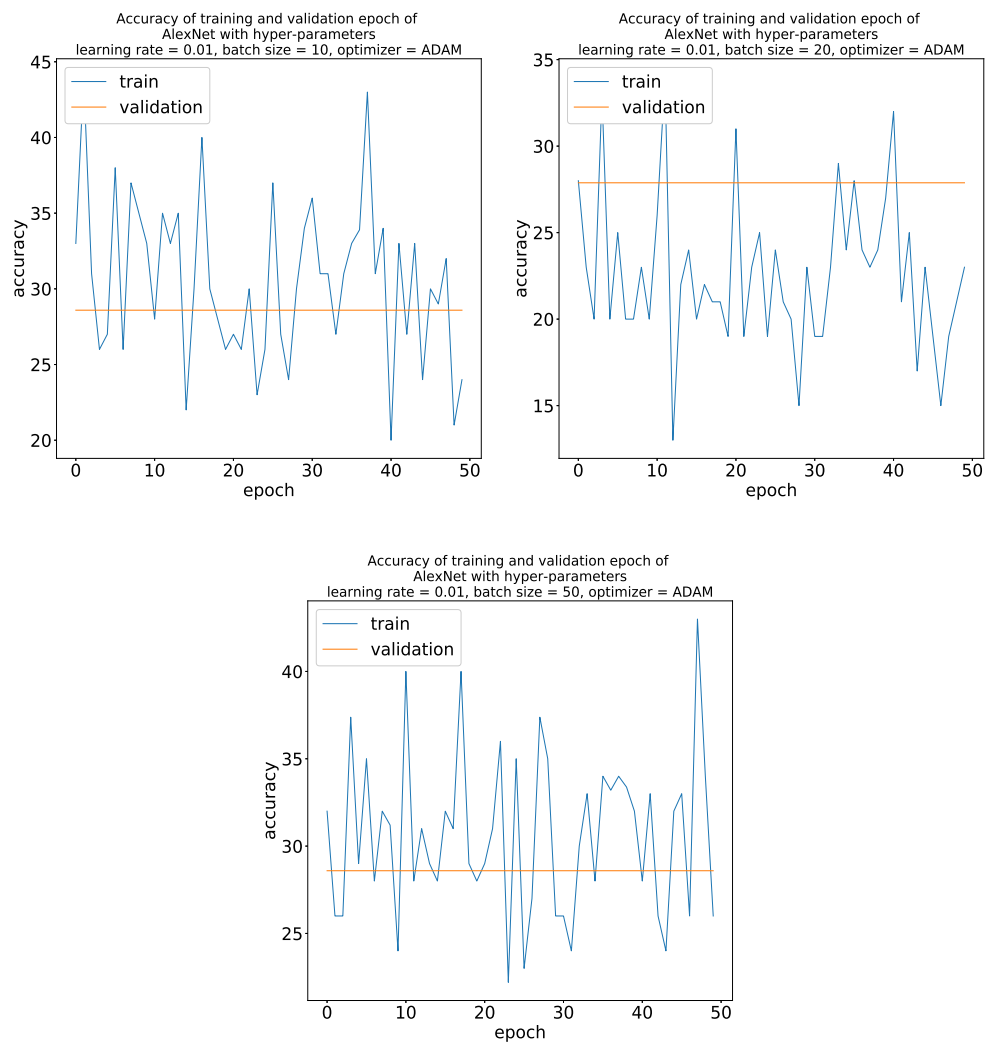 Accuracy of training and validation epoch of
AlexNet with hyper-parameters
learning rate = 0.01, batch size = 10, optimizer = ADAM
45
40
35
30
25
20
accuracy
train
validation
0 10 20 30 40 50
epoch
Accuracy of training and validation epoch of
AlexNet with hyper-parameters
learning rate = 0.01, batch size = 20, optimizer = ADAM
35
30
25
20
15
accuracy
train
validation
0 10 20 30 40 50
epoch
Accuracy of training and validation epoch of
AlexNet with hyper-parameters
learning rate = 0.01, batch size = 50, optimizer = ADAM
40
35
30
25
accuracy
train
validation
0 10 20 30 40 50
epoch